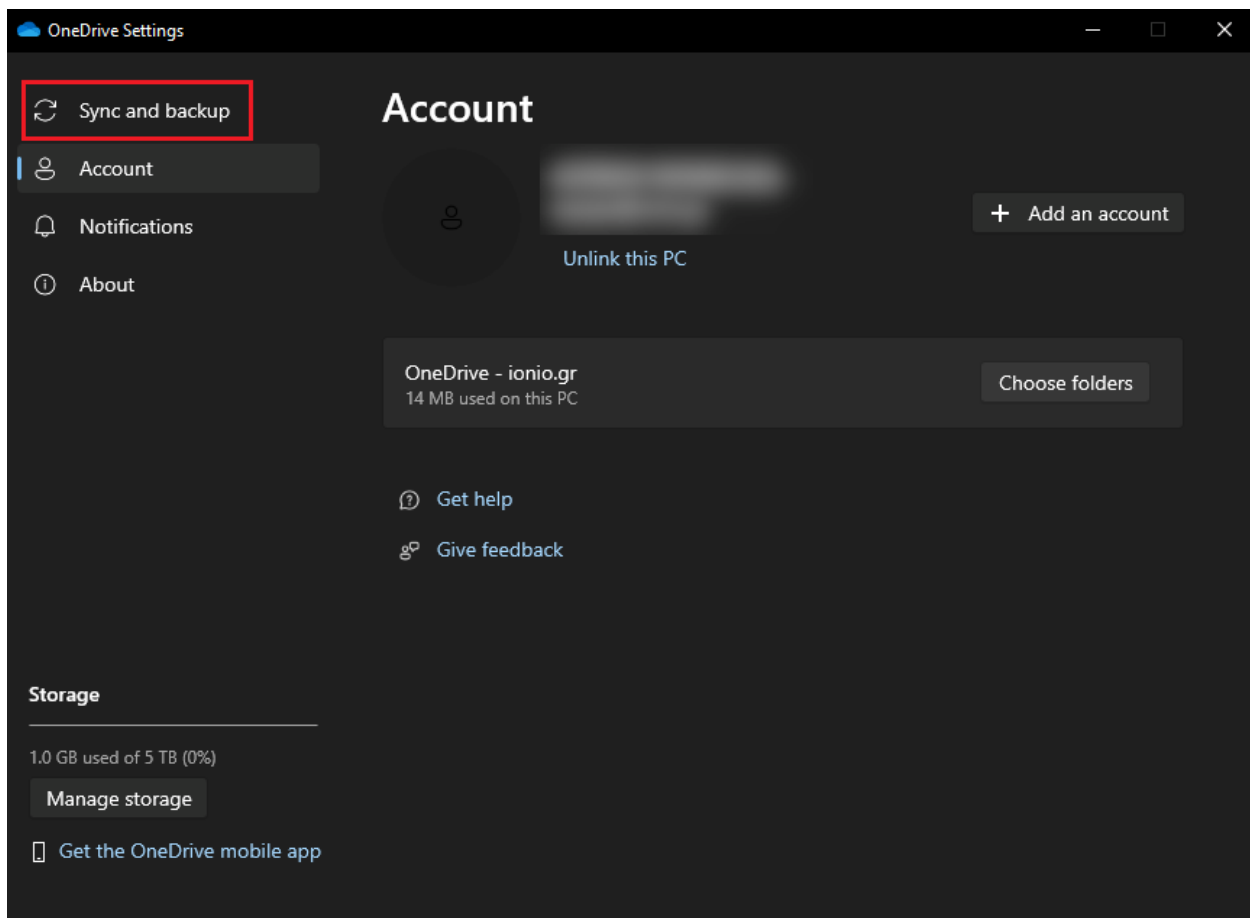 OneDrive Settings
Sync and backup
Account
Notifications
About
Account
Unlink this PC
+ Add an account
OneDrive - ionio.gr
14 MB used on this PC
Choose folders
Get help
Give feedback
Storage
1.0 GB used of 5 TB (0%)
Manage storage
Get the OneDrive mobile app